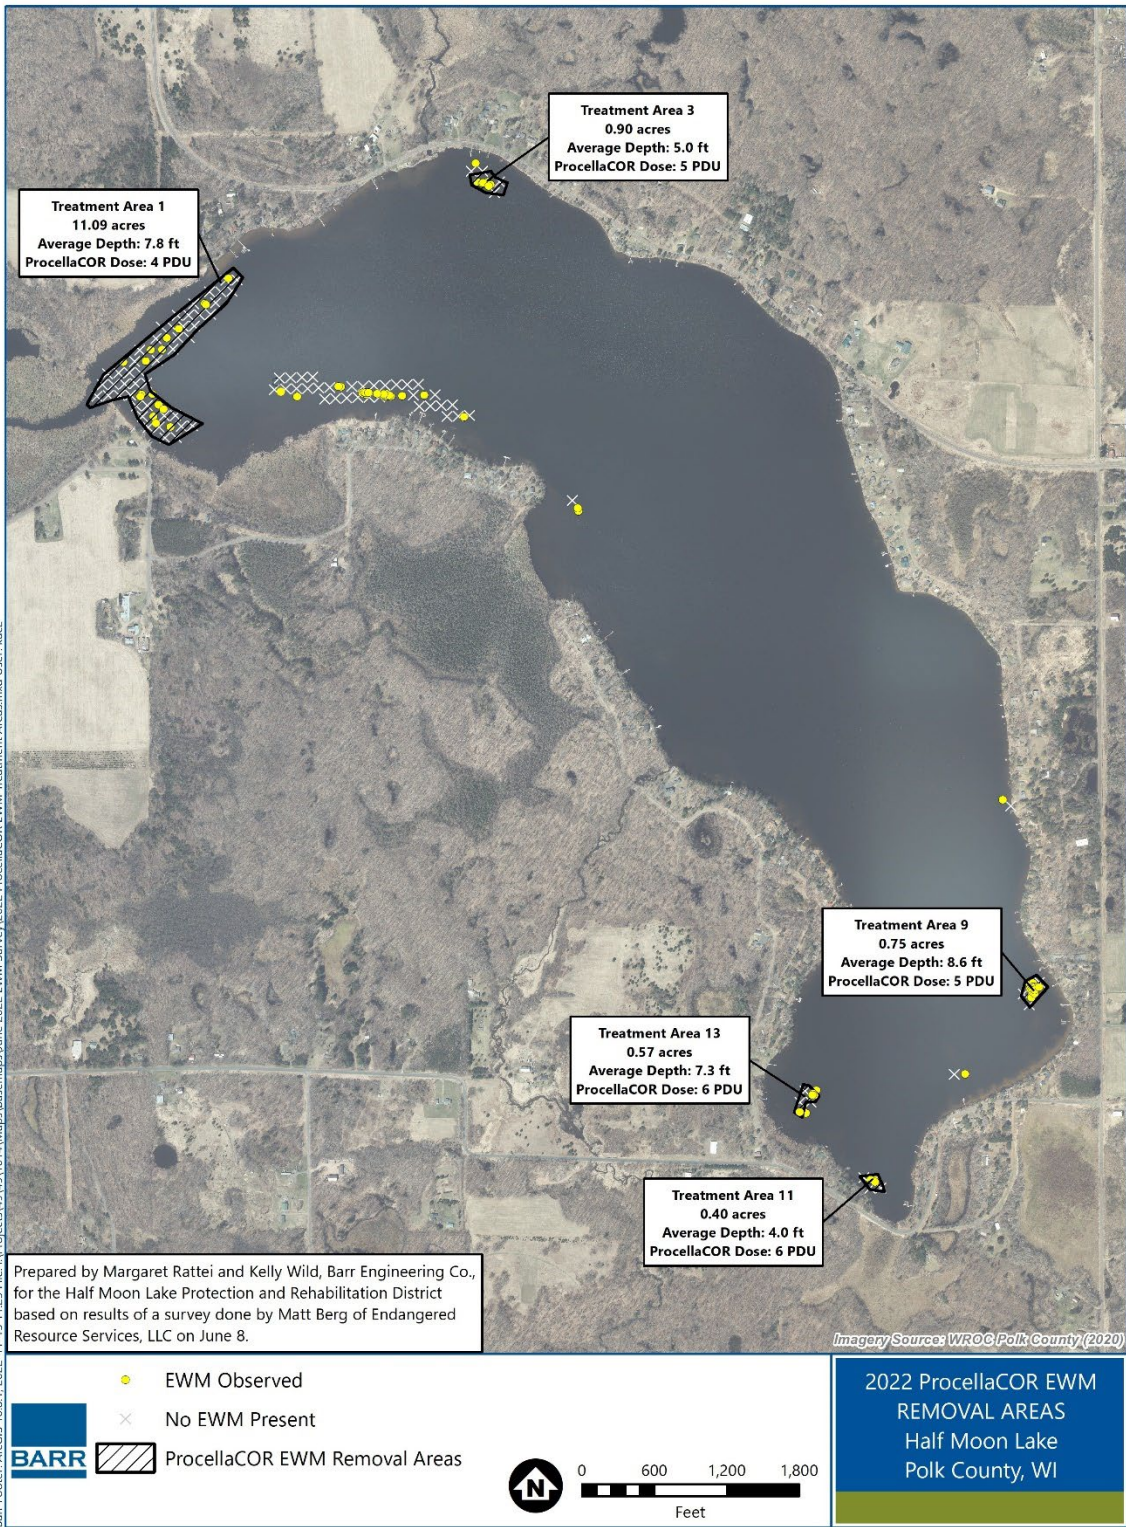 Treatment Area 3
0.90 acres
Average Depth: 5.0 ft
ProcellaCOR Dose: 5 PDU
Treatment Area 1
11.09 acres
Average Depth: 7.8 ft
ProcellaCOR Dose: 4 PDU
Treatment Area 9
0.75 acres
Average Depth: 8.6 ft
ProcellaCOR Dose: 5 PDU
Treatment Area 13
0.57 acres
Average Depth: 7.3 ft
ProcellaCOR Dose: 6 PDU
Treatment Area 11
0.40 acres
Average Depth: 4.0 ft
ProcellaCOR Dose: 6 PDU
Prepared by Margaret Rattei and Kelly Wild, Barr Engineering Co.,
for the Half Moon Lake Protection and Rehabilitation District
based on results of a survey done by Matt Berg of Endangered
Resource Services, LLC on June 8.
Imagery Source: WROC Polk County (2020)
EWM Observed
No EWM Present
ProcellaCOR EWM Removal Areas
BARR
N
0 600 1,200 1,800
Feet
2022 ProcellaCOR EWM
REMOVAL AREAS
Half Moon Lake
Polk County, WI